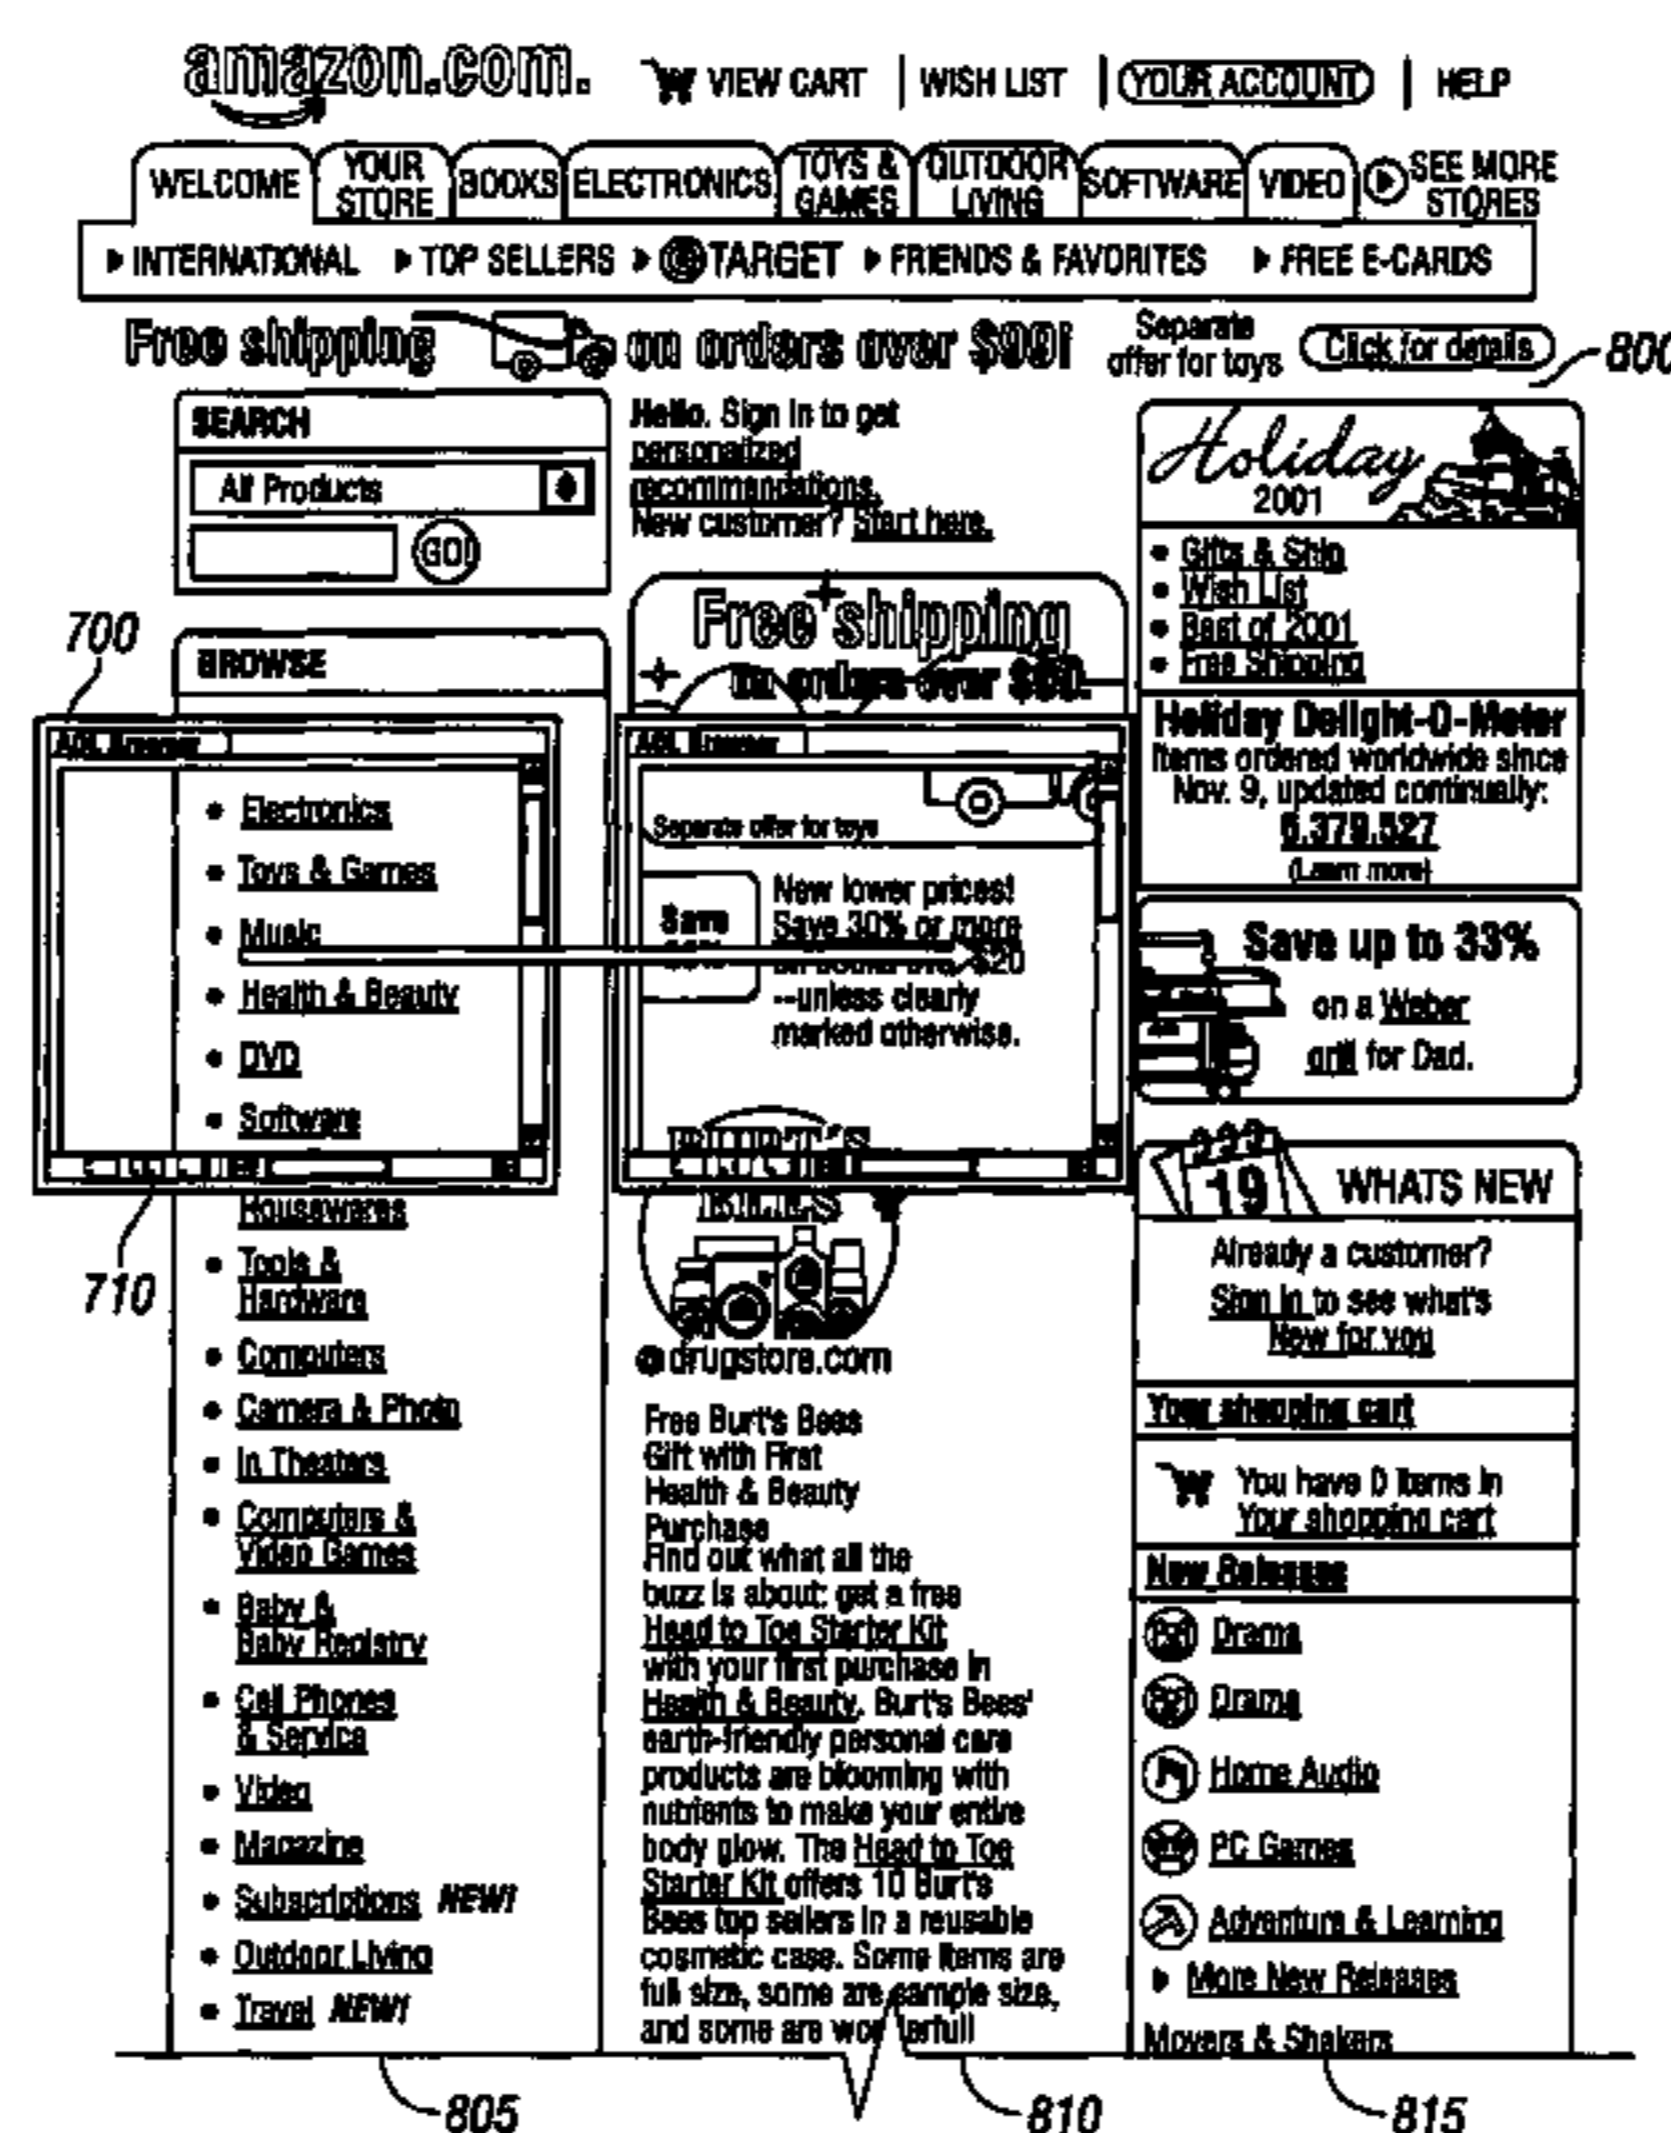 amazon.com.
VIEW CART | WISH LIST | YOUR ACCOUNT | HELP
WELCOME
YOUR STORE
BOOKS
ELECTRONICS
TOYS & GAMES
OUTDOOR LIVING
SOFTWARE
VIDEO
SEE MORE STORES
INTERNATIONAL
TOP SELLERS
TARGET
FRIENDS & FAVORITES
FREE E-CARDS
Free shipping on orders over $99!
Separate
offer for toys
Click for details
800
SEARCH
All Products
GO!
Hello. Sign in to get
personalized
recommendations.
New customer? Start here.
Holiday
2001
• Gifts & Ship
• Wish List
• Best of 2001
• Free Shipping
700
BROWSE
Free shipping
on orders over
Holiday Delight-O-Meter
Items ordered worldwide since
Nov. 9, updated continually:
6,379,527
(Learn more)
AOL Browser
• Electronics
• Toys & Games
• Music
• Health & Beauty
• DVD
• Software
AOL Browser
Separate offer for toys
Save
New lower prices!
Save 30% or more
$20
--unless clearly
marked otherwise.
Save up to 33%
on a Weber
grill for Dad.
710
Housewares
• Tools &
Hardware
• Computers
• Camera & Photo
• In Theaters
• Computers &
Video Games
• Baby &
Baby Registry
• Cell Phones
& Service
• Video
• Magazine
• Subscriptions NEW!
• Outdoor Living
• Travel NEW!
BURT'S
BEES
@drugstore.com
Free Burt's Bees
Gift with First
Health & Beauty
Purchase
Find out what all the
buzz is about: get a free
Head to Toe Starter Kit
with your first purchase in
Health & Beauty. Burt's Bees'
earth-friendly personal care
products are blooming with
nutrients to make your entire
body glow. The Head to Toe
Starter Kit offers 10 Burt's
Bees top sellers in a reusable
cosmetic case. Some items are
full size, some are sample size,
and some are
19
WHATS NEW
Already a customer?
Sign in to see what's
New for you
Your shopping cart
You have 0 items in
Your shopping cart
New Releases
Drama
Drama
Home Audio
PC Games
Adventure & Learning
More New Releases
Movers & Shakers
805
810
815